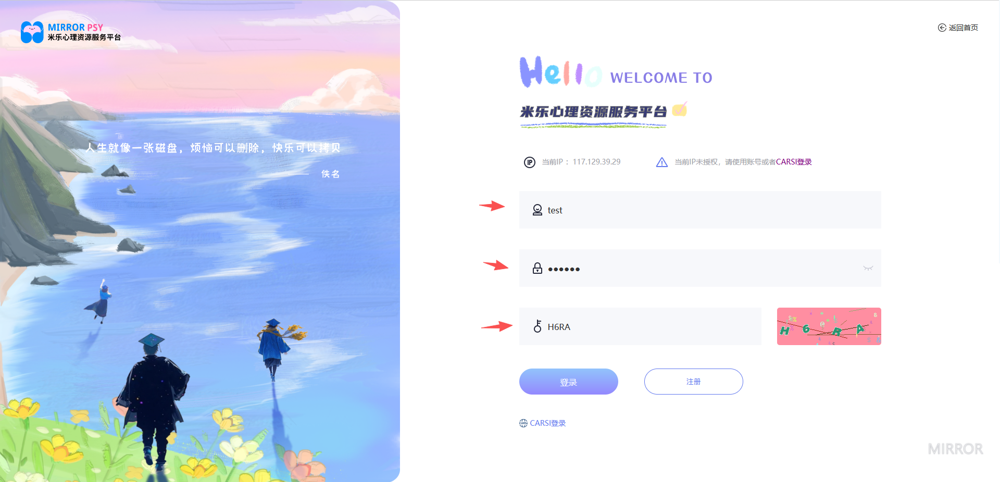 MIRROR PSY
米乐心理资源服务平台
返回首页
Hello WELCOME TO
米乐心理资源服务平台
人生就像一张磁盘，烦恼可以删除，快乐可以拷贝
—— 佚名
当前IP： 117.129.39.29
当前IP未授权，请使用账号或者CARSI登录
test
••••••
H6RA
H6RA
登录
注册
CARSI登录
MIRROR